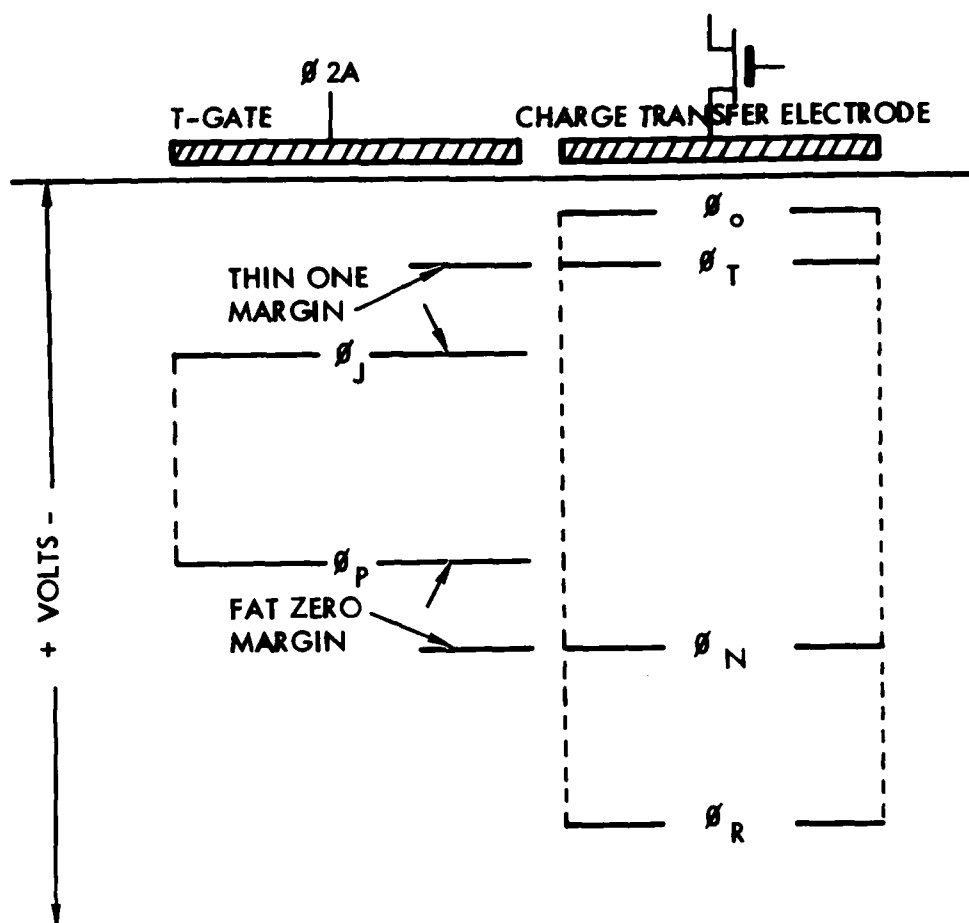 Ø 2A
T-GATE
CHARGE TRANSFER ELECTRODE
Ø o
Ø T
THIN ONE
MARGIN
Ø J
Ø P
FAT ZERO
MARGIN
Ø N
Ø R
+ VOLTS -